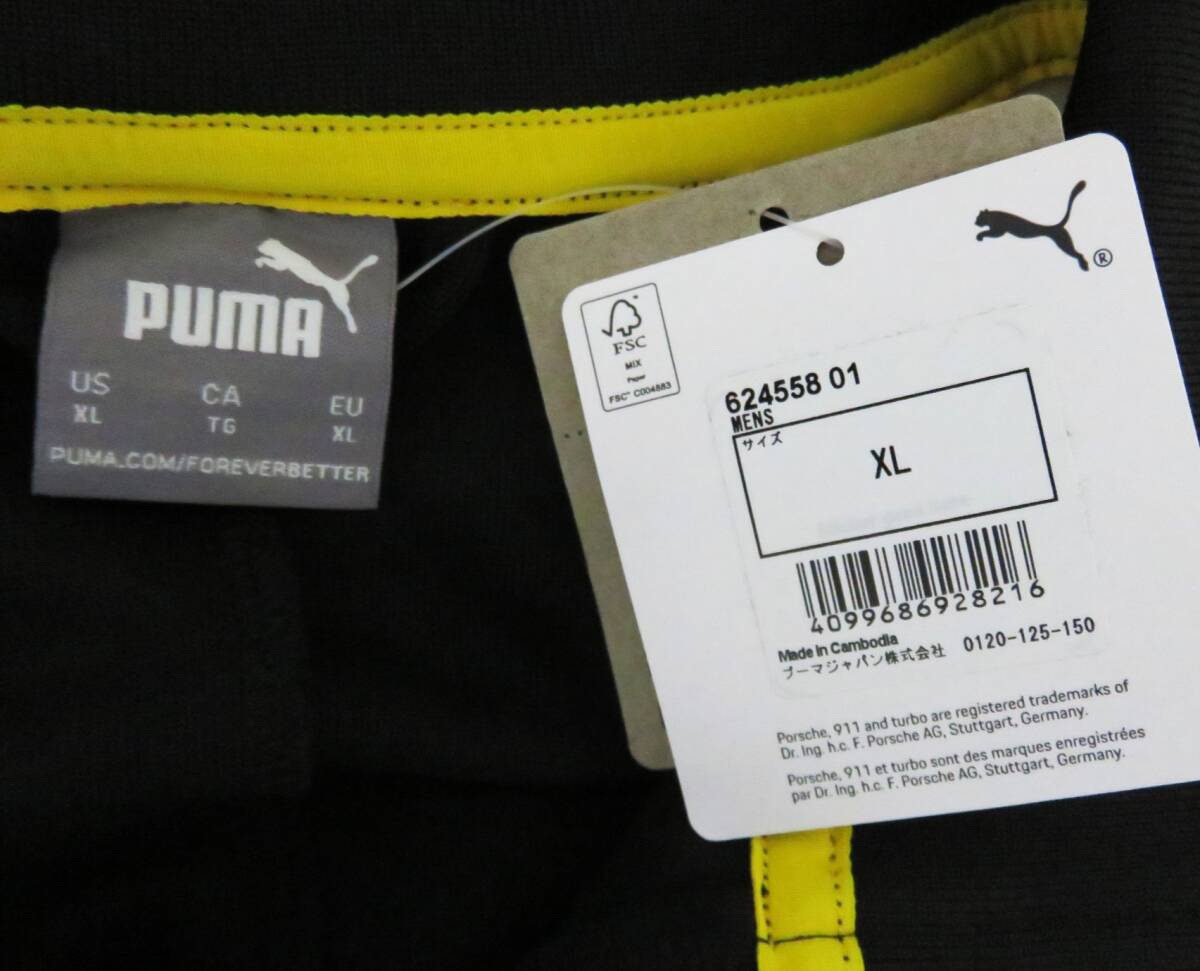 PUMA
US
XL
CA
TG
EU
XL
PUMA.COM/FOREVERBETTER
FSC
MIX
Paper
FSC™ C004883
®
624558 01
MENS
サイズ
XL
4099686928216
Made in Cambodia
プーマジャパン株式会社 0120-125-150
Porsche, 911 and turbo are registered trademarks of
Dr. Ing. h.c. F. Porsche AG, Stuttgart, Germany.
Porsche, 911 et turbo sont des marques enregistrées
par Dr. Ing. h.c. F. Porsche AG, Stuttgart, Germany.